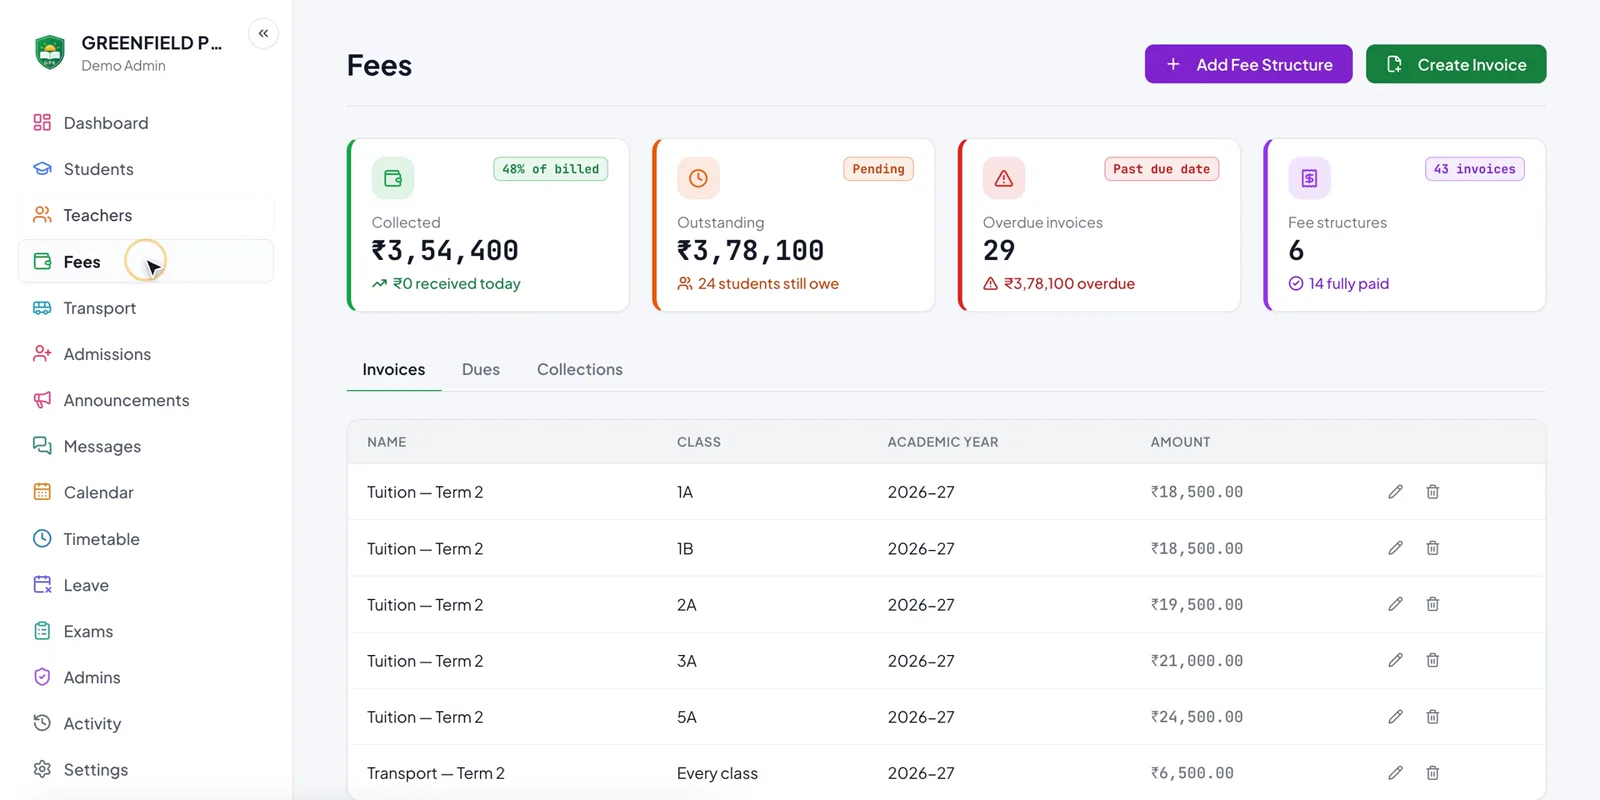 GREENFIELD P...
Demo Admin
Dashboard
Students
Teachers
Fees
Transport
Admissions
Announcements
Messages
Calendar
Timetable
Leave
Exams
Admins
Activity
Settings
Fees
+ Add Fee Structure
Create Invoice
48% of billed
Collected
₹3,54,400
₹0 received today
Pending
Outstanding
₹3,78,100
24 students still owe
Past due date
Overdue invoices
29
₹3,78,100 overdue
43 invoices
Fee structures
6
14 fully paid
Invoices Dues Collections
NAME CLASS ACADEMIC YEAR AMOUNT
Tuition — Term 2 1A 2026–27 ₹18,500.00
Tuition — Term 2 1B 2026–27 ₹18,500.00
Tuition — Term 2 2A 2026–27 ₹19,500.00
Tuition — Term 2 3A 2026–27 ₹21,000.00
Tuition — Term 2 5A 2026–27 ₹24,500.00
Transport — Term 2 Every class 2026–27 ₹6,500.00